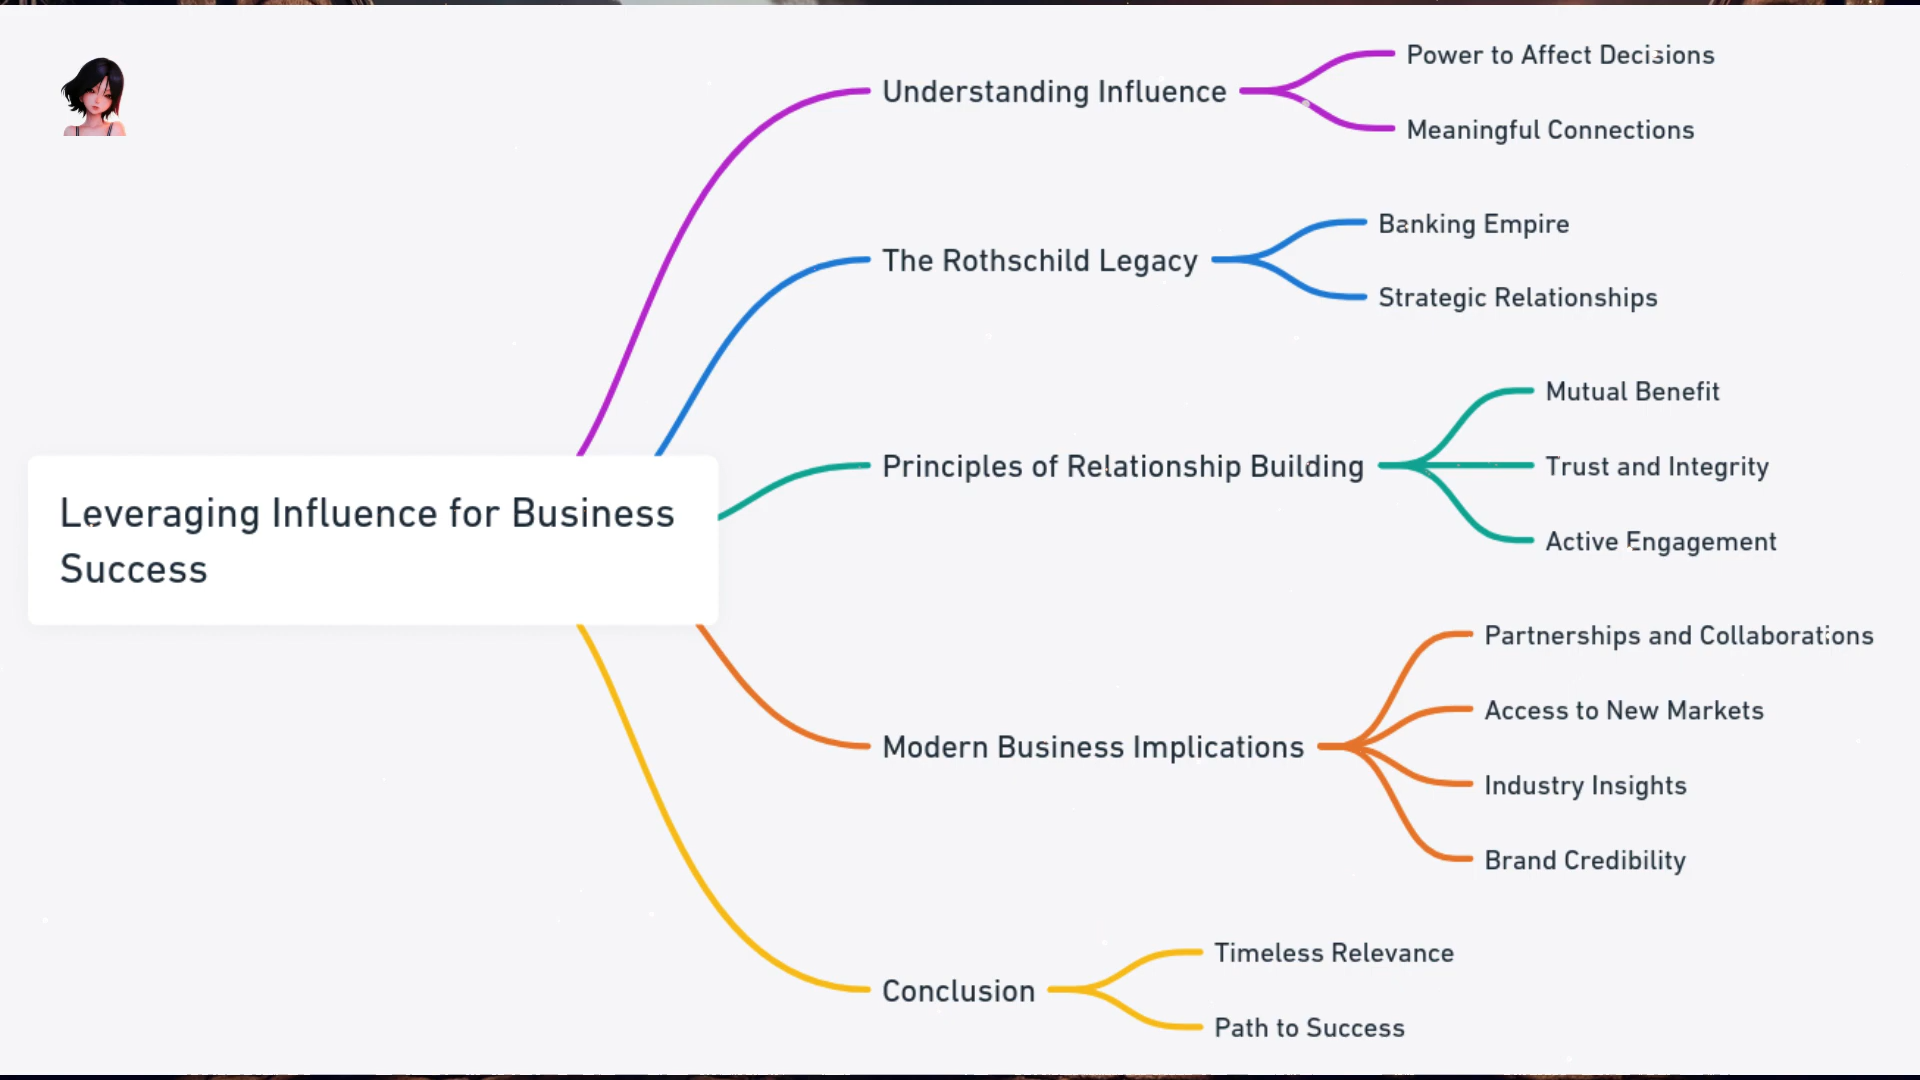 Leveraging Influence for Business
Success
Understanding Influence
Power to Affect Decisions
Meaningful Connections
The Rothschild Legacy
Banking Empire
Strategic Relationships
Principles of Relationship Building
Mutual Benefit
Trust and Integrity
Active Engagement
Modern Business Implications
Partnerships and Collaborations
Access to New Markets
Industry Insights
Brand Credibility
Conclusion
Timeless Relevance
Path to Success